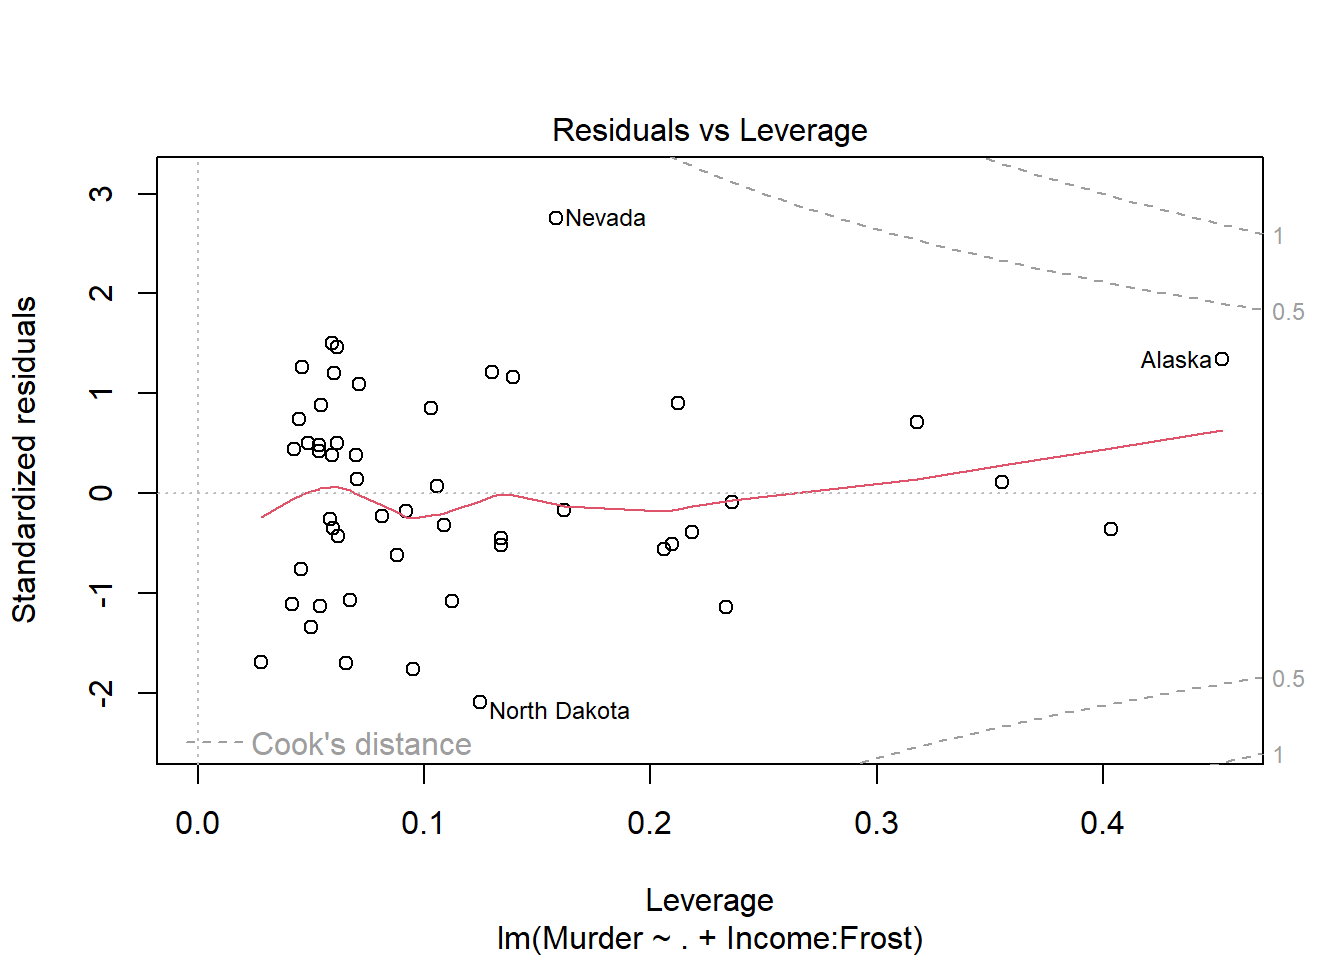 Residuals vs Leverage
Standardized residuals
3
2
1
0
-1
-2
Nevada
Alaska
North Dakota
Cook's distance
1
0.5
0.5
1
0.0 0.1 0.2 0.3 0.4
Leverage
lm(Murder ~ . + Income:Frost)